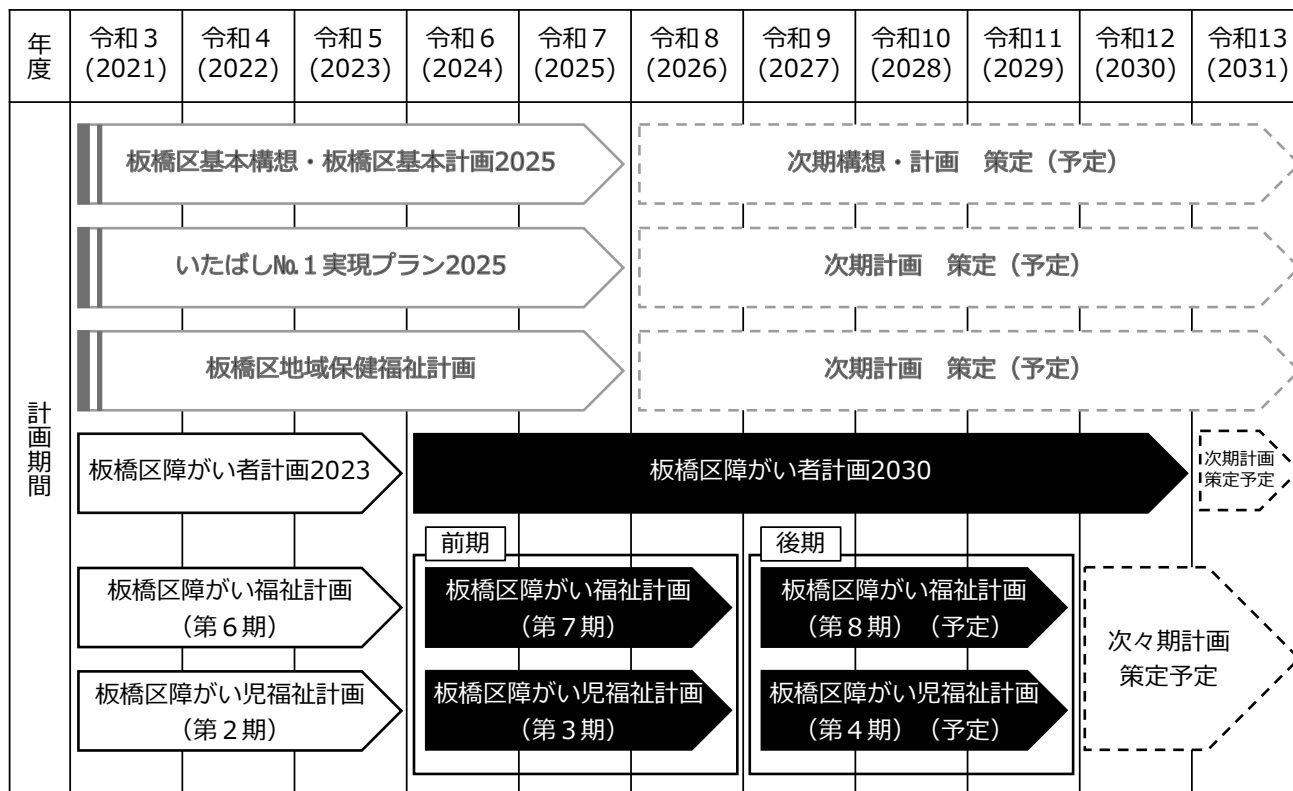 年度
令和３ 令和４ 令和５ 令和６ 令和７ 令和８ 令和９ 令和10 令和11 令和12 令和13
(2021) (2022) (2023) (2024) (2025) (2026) (2027) (2028) (2029) (2030) (2031)
計画期間
板橋区基本構想・板橋区基本計画2025
次期構想・計画　策定（予定）
いたばし№１実現プラン2025
次期計画　策定（予定）
板橋区地域保健福祉計画
次期計画　策定（予定）
板橋区障がい者計画2023
板橋区障がい者計画2030
次期計画
策定予定
板橋区障がい福祉計画
（第６期）
板橋区障がい児福祉計画
（第２期）
前期
板橋区障がい福祉計画
（第７期）
板橋区障がい児福祉計画
（第３期）
後期
板橋区障がい福祉計画
（第８期）（予定）
板橋区障がい児福祉計画
（第４期）（予定）
次々期計画
策定予定